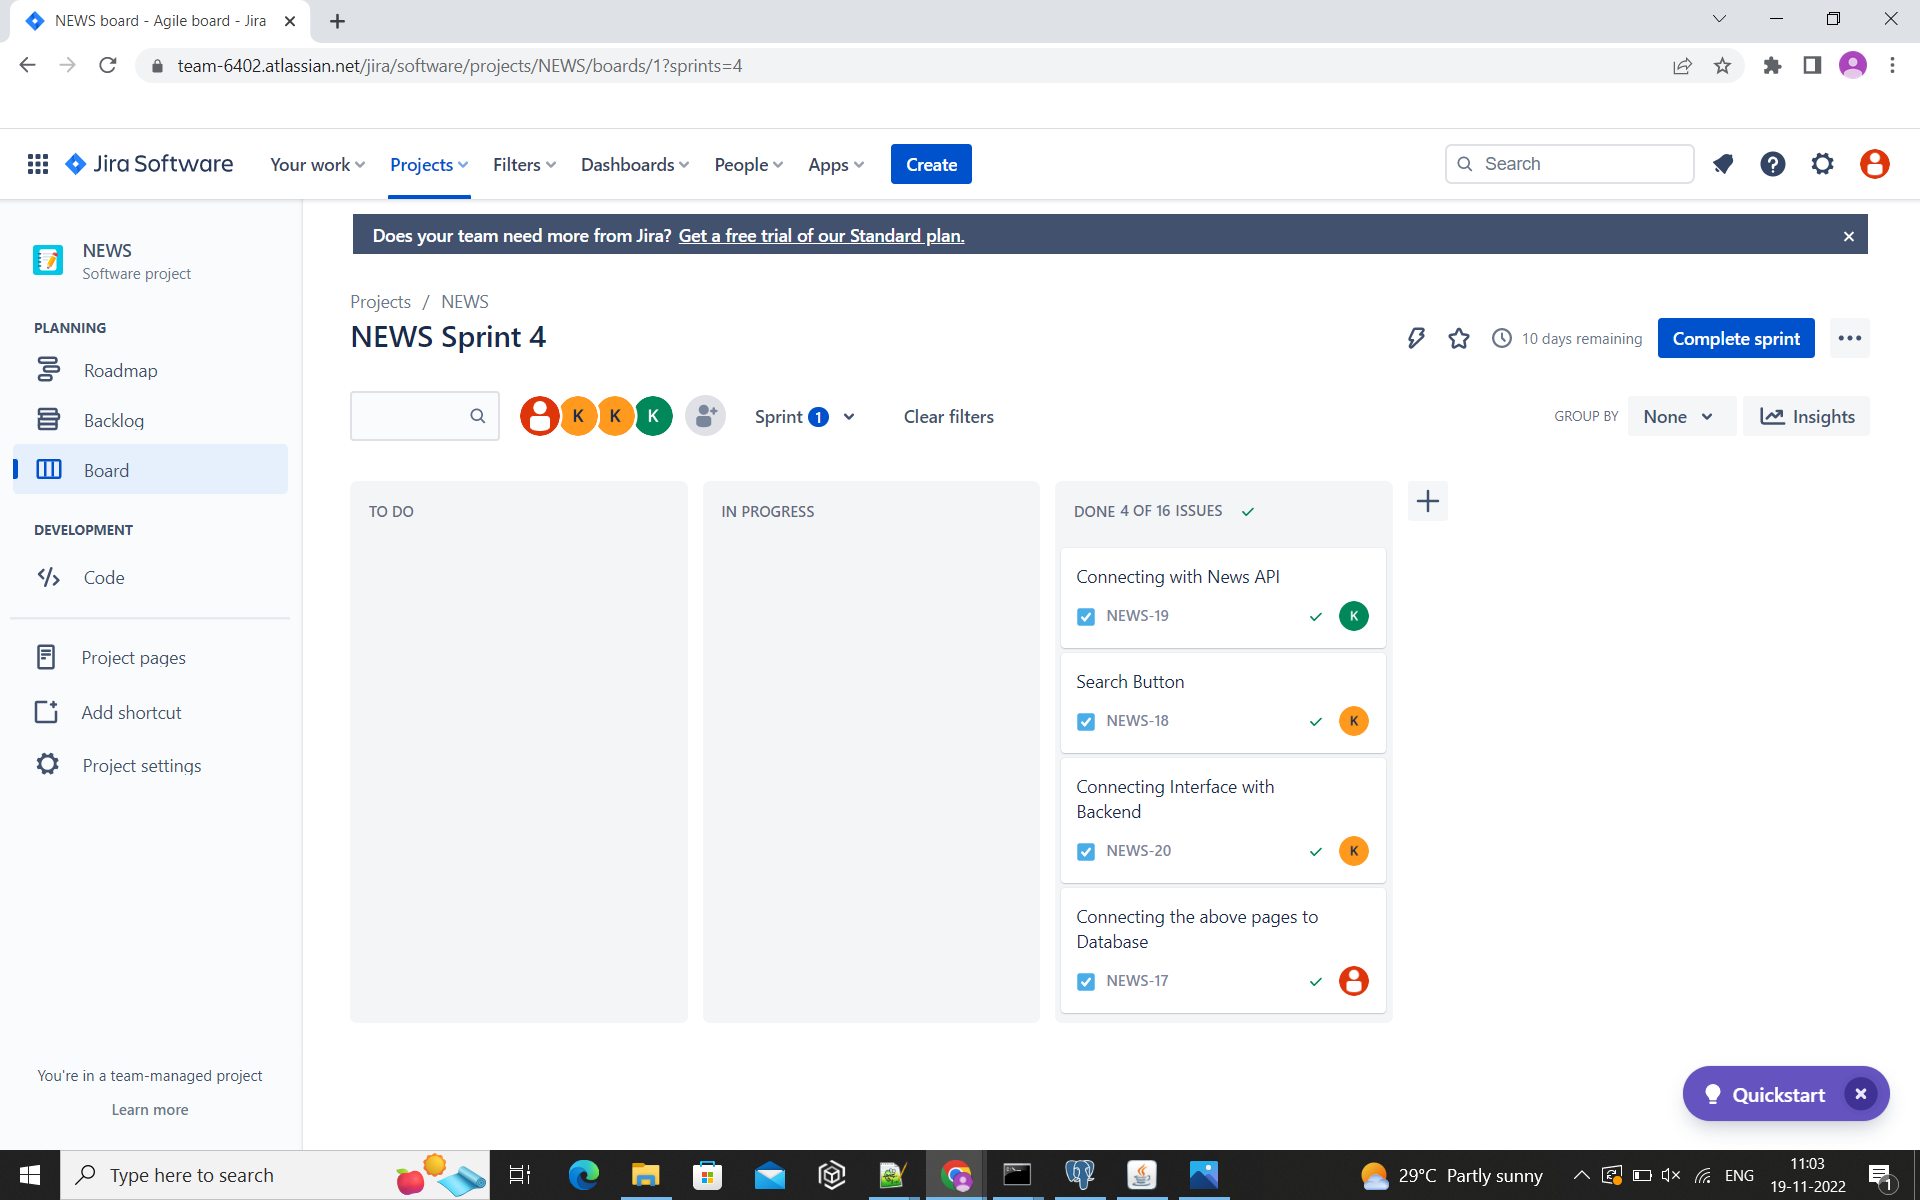 NEWS board - Agile board - Jira
team-6402.atlassian.net/jira/software/projects/NEWS/boards/1?sprints=4
Jira Software
Your work
Projects
Filters
Dashboards
People
Apps
Create
Search
NEWS
Software project
PLANNING
Roadmap
Backlog
Board
DEVELOPMENT
Code
Project pages
Add shortcut
Project settings
You're in a team-managed project
Learn more
Does your team need more from Jira? Get a free trial of our Standard plan.
Projects / NEWS
NEWS Sprint 4
10 days remaining
Complete sprint
K
K
K
Sprint 1
Clear filters
GROUP BY
None
Insights
TO DO
IN PROGRESS
DONE 4 OF 16 ISSUES
Connecting with News API
NEWS-19
K
Search Button
NEWS-18
K
Connecting Interface with
Backend
NEWS-20
K
Connecting the above pages to
Database
NEWS-17
Quickstart
Type here to search
29°C Partly sunny
ENG
11:03
19-11-2022
1